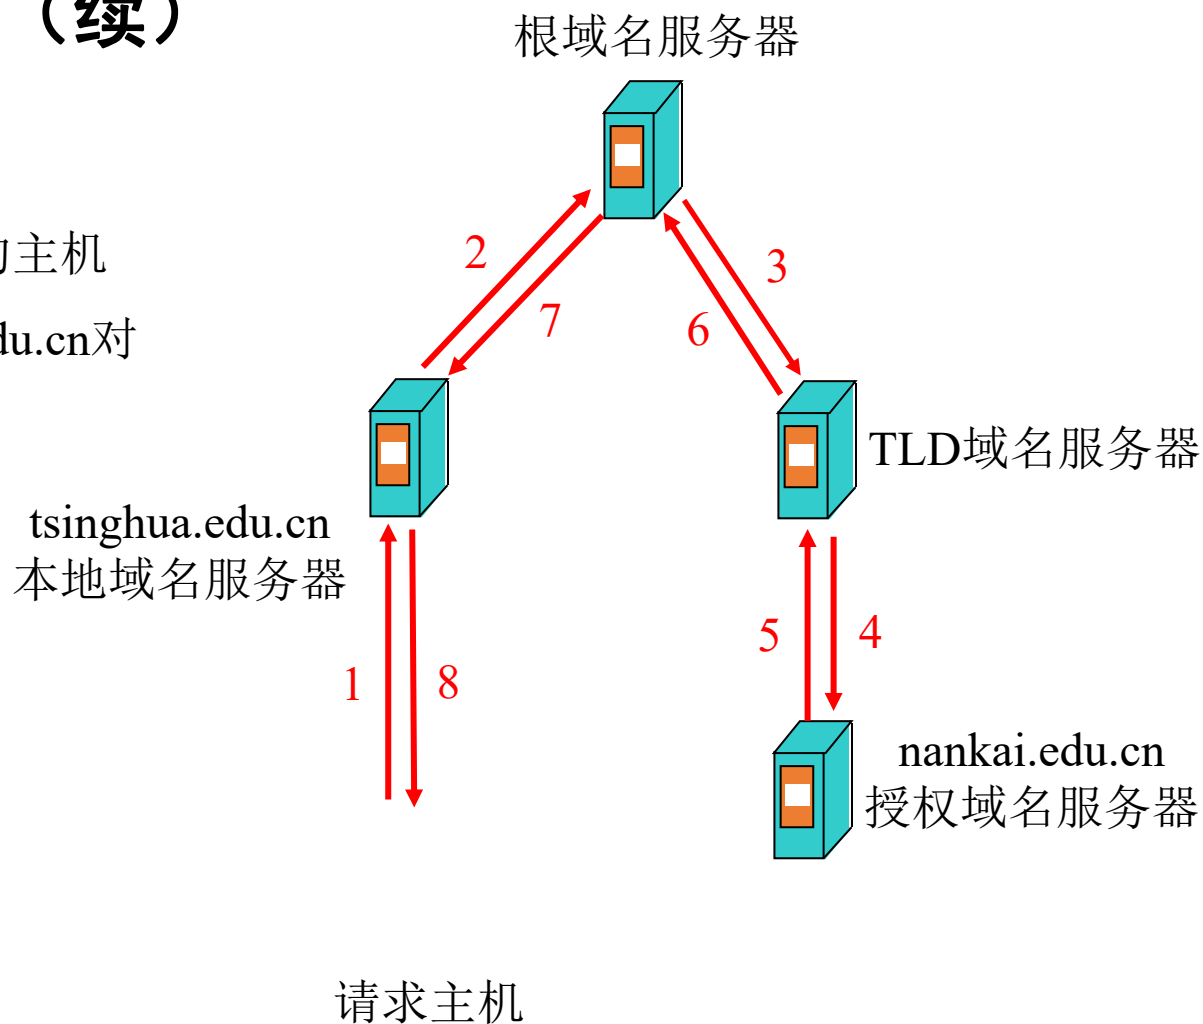 （续）
根域名服务器
主机
du.cn对
2
7
3
6
TLD域名服务器
tsinghua.edu.cn
本地域名服务器
1
8
5
4
nankai.edu.cn
授权域名服务器
请求主机